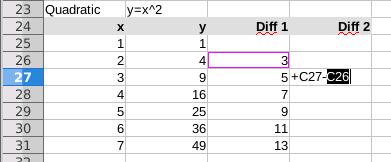 23 Quadratic y=x^2
24 x y Diff 1 Diff 2
25 1 1
26 2 4 3
27 3 9 5 +C27-C26
28 4 16 7
29 5 25 9
30 6 36 11
31 7 49 13